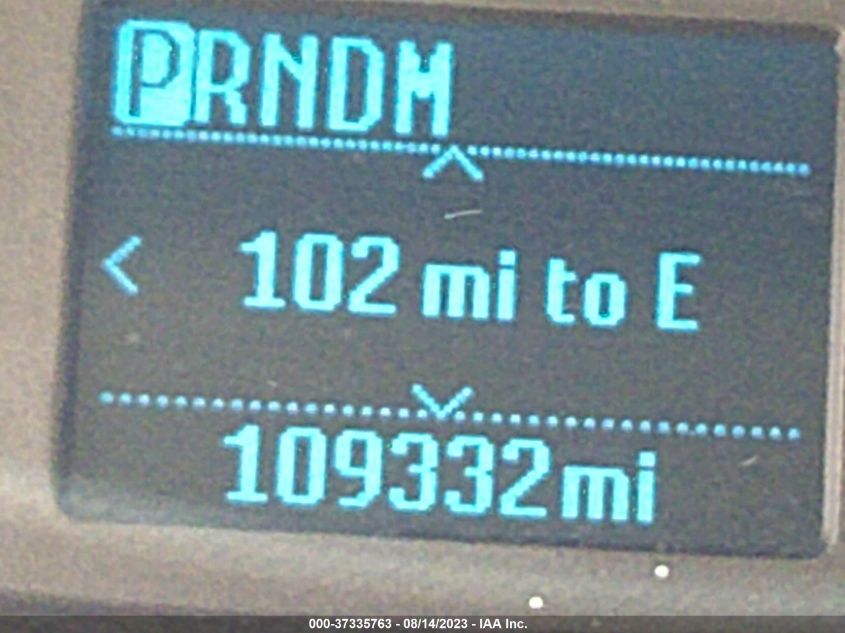 PRNDM
102 mi to E
109332mi
000-37335763 - 08/14/2023 - IAA Inc.